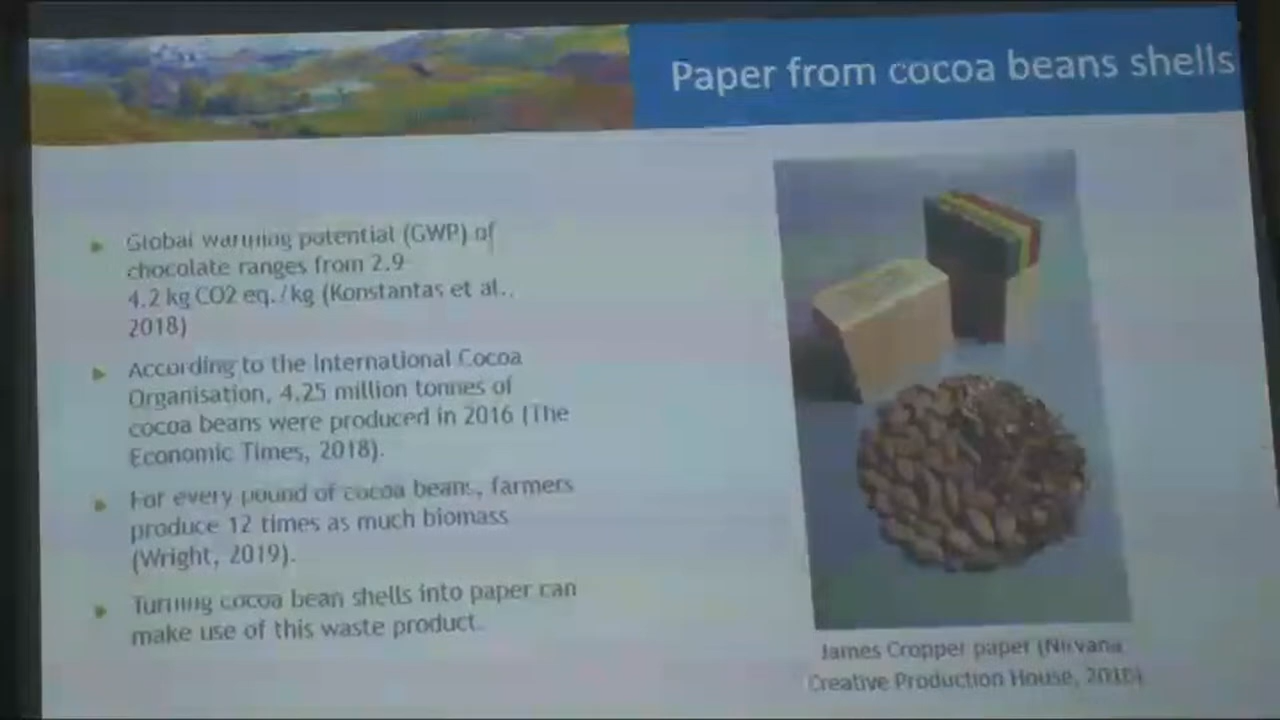 Paper from cocoa beans shells
Global warming potential (GWP) of
chocolate ranges from 2.9
4.2 kg CO2 eq./kg (Konstantas et al.,
2018)
According to the International Cocoa
Organisation, 4.25 million tonnes of
cocoa beans were produced in 2016 (The
Economic Times, 2018).
For every pound of cocoa beans, farmers
produce 12 times as much biomass
(Wright, 2019).
Turning cocoa bean shells into paper can
make use of this waste product.
James Cropper paper (Nirvana
Creative Production House,